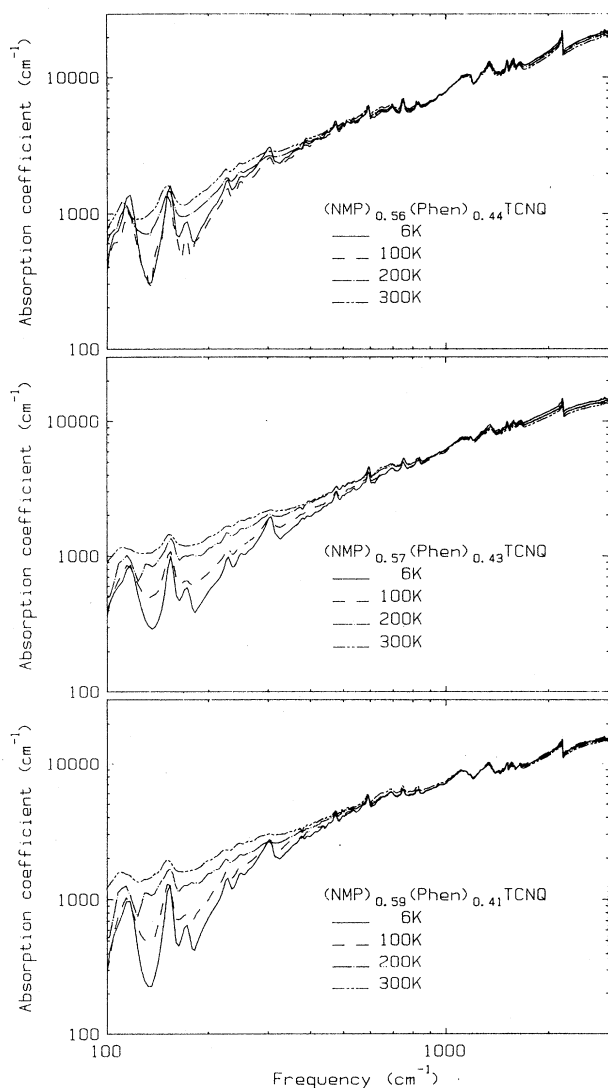 Absorption coefficient (cm⁻¹)
10000
1000
100
(NMP)₀.₅₆(Phen)₀.₄₄TCNQ
6K
100K
200K
300K
Absorption coefficient (cm⁻¹)
10000
1000
100
(NMP)₀.₅₇(Phen)₀.₄₃TCNQ
6K
100K
200K
300K
Absorption coefficient (cm⁻¹)
10000
1000
100
(NMP)₀.₅₉(Phen)₀.₄₁TCNQ
6K
100K
200K
300K
100
1000
Frequency (cm⁻¹)